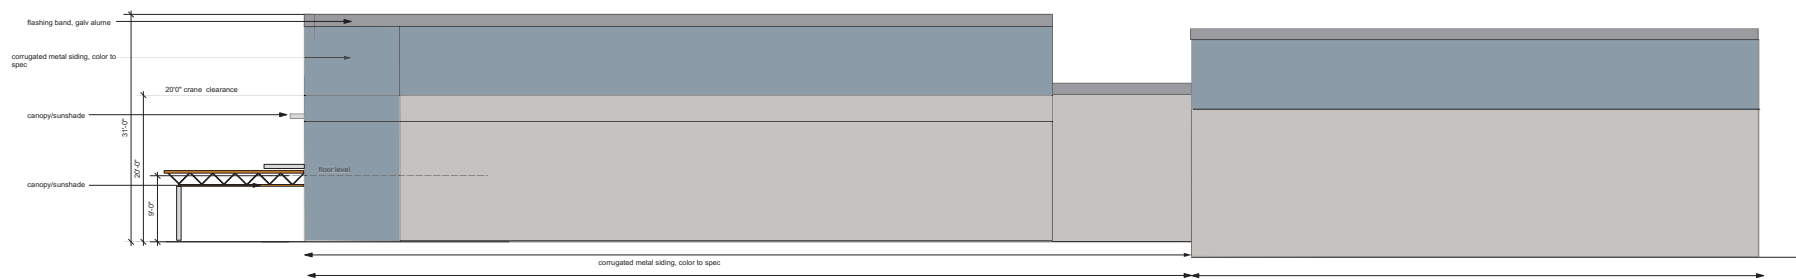 flashing band, galv alume
corrugated metal siding, color to
spec
20'0" crane clearance
canopy/sunshade
31'-0"
20'-0"
floor level
canopy/sunshade
9'-0"
corrugated metal siding, color to spec